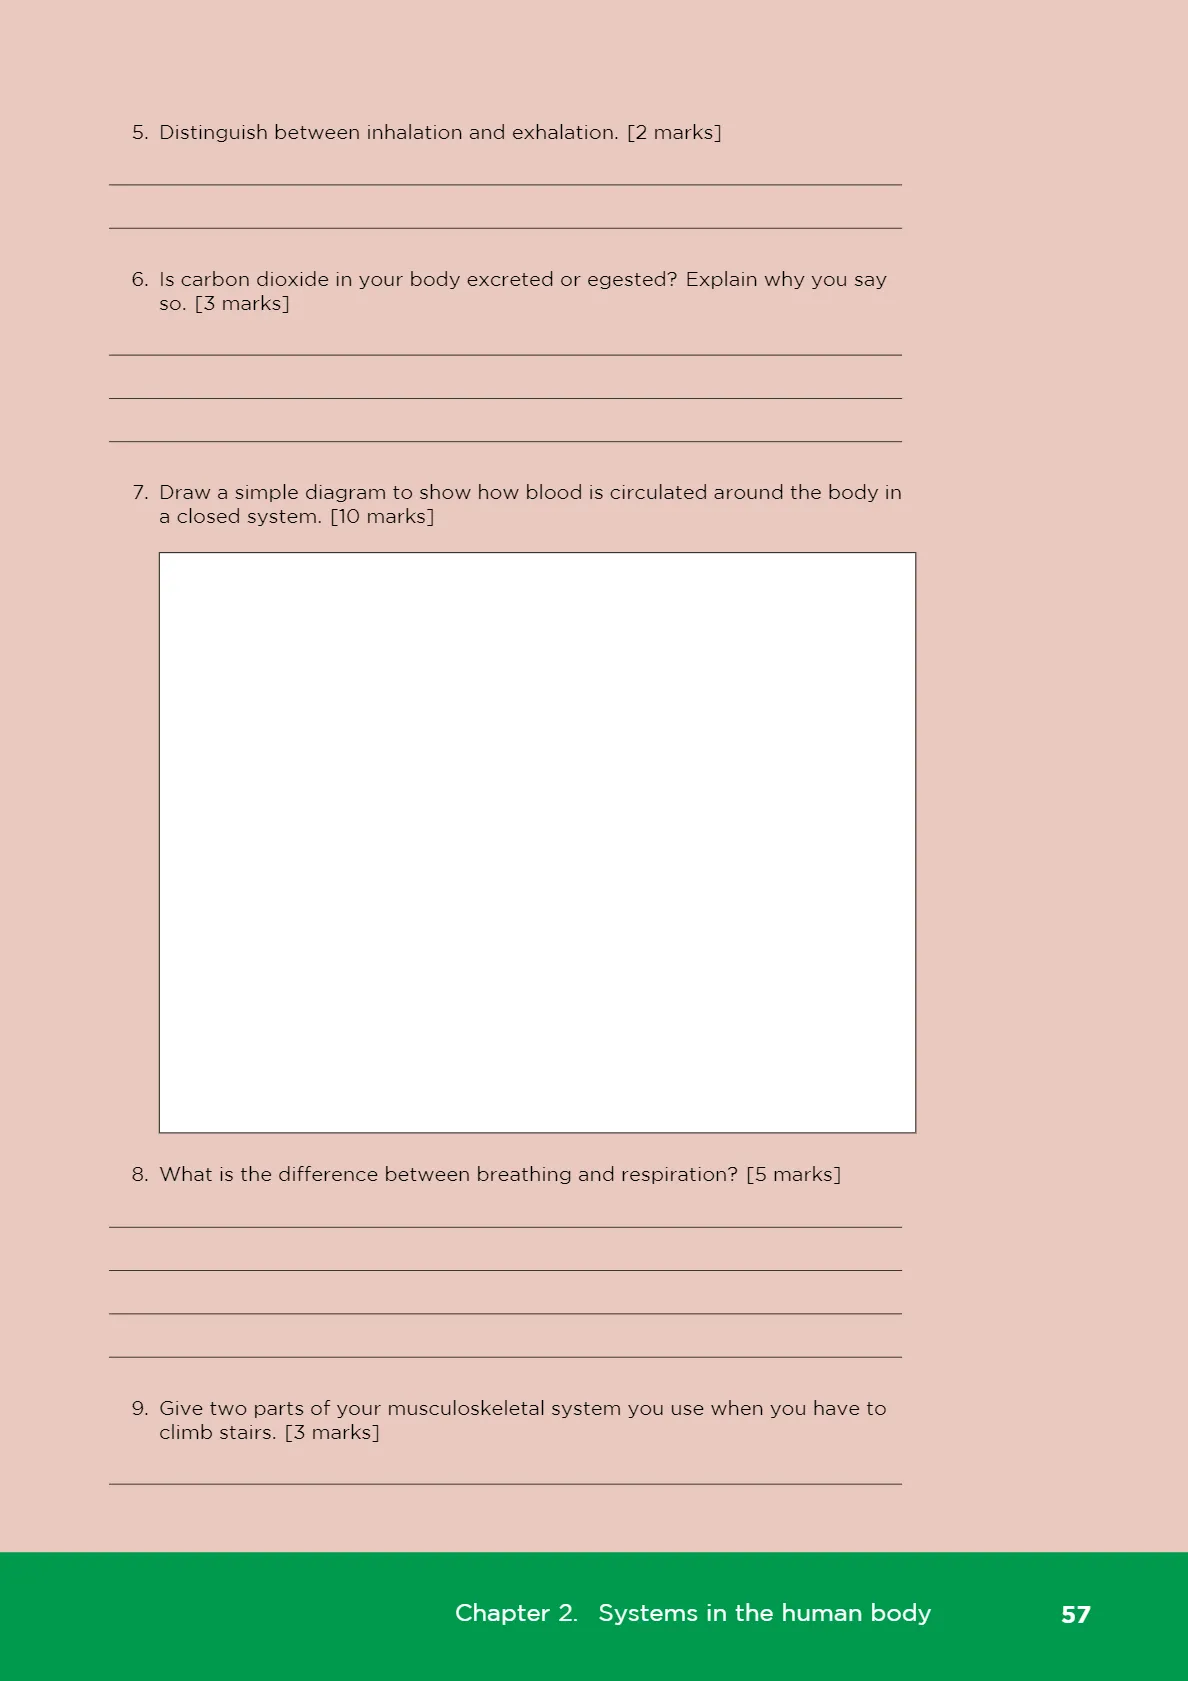 5. Distinguish between inhalation and exhalation. [2 marks]
6. Is carbon dioxide in your body excreted or egested? Explain why you say
so. [3 marks]
7. Draw a simple diagram to show how blood is circulated around the body in
a closed system. [10 marks]
8. What is the difference between breathing and respiration? [5 marks]
9. Give two parts of your musculoskeletal system you use when you have to
climb stairs. [3 marks]
Chapter 2. Systems in the human body 57